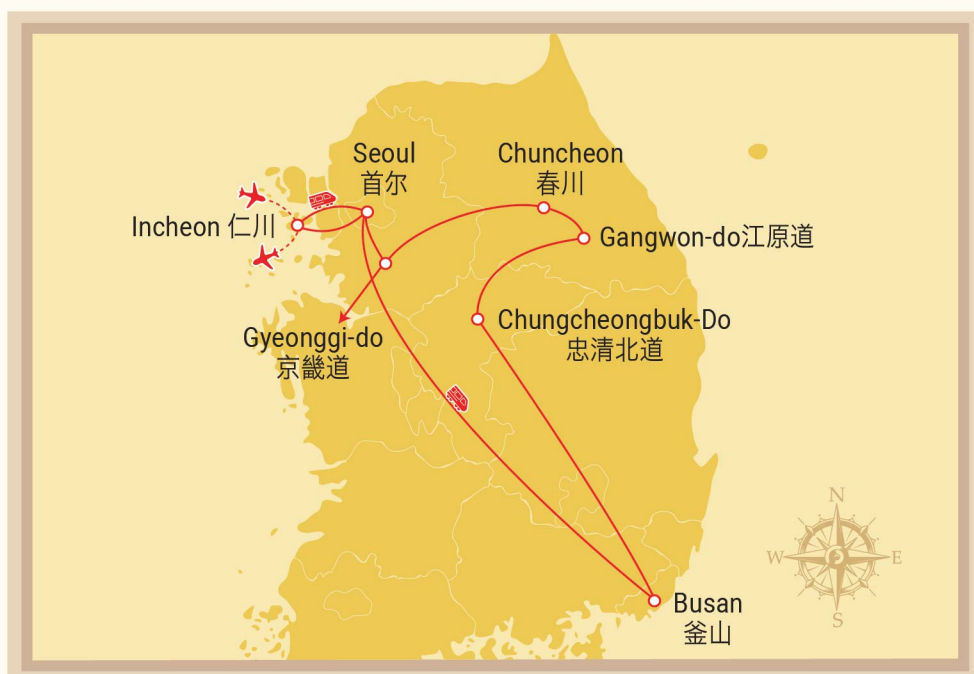 Seoul
首尔
Chuncheon
春川
Incheon 仁川
Gangwon-do江原道
Gyeonggi-do
京畿道
Chungcheongbuk-Do
忠清北道
N
W
E
S
Busan
釜山